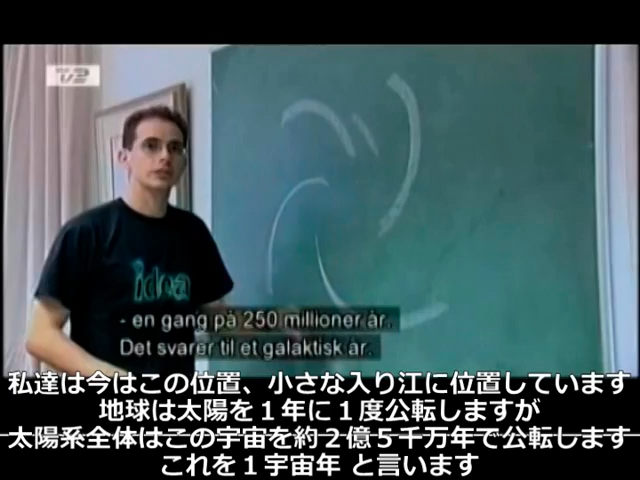 TV2
idea
- en gang på 250 millioner år.
Det svarer til et galaktisk år.
私達は今はこの位置、小さな入り江に位置しています
地球は太陽を１年に１度公転しますが
太陽系全体はこの宇宙を約２億５千万年で公転します
これを１宇宙年 と言います